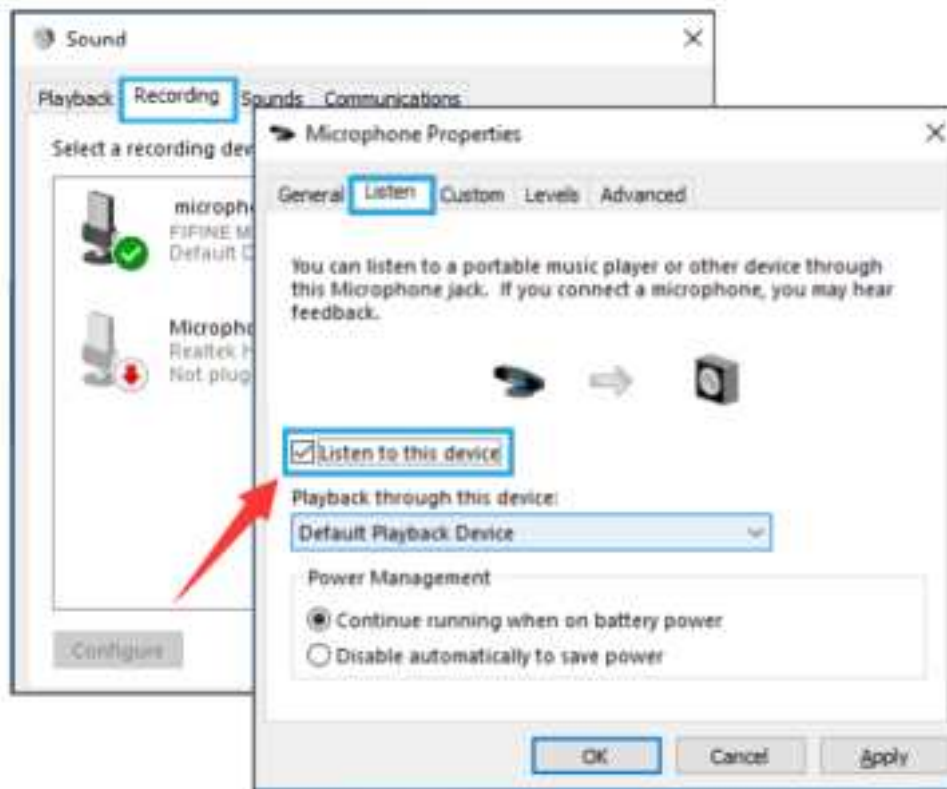 Sound
Playback Recording Sounds Communications
Select a recording dev
microph
FIFINE M
Default D
Micropho
Realtek H
Not plug
Configure
Microphone Properties
General Listen Custom Levels Advanced
You can listen to a portable music player or other device through
this Microphone jack. If you connect a microphone, you may hear
feedback.
Listen to this device
Playback through this device:
Default Playback Device
Power Management
Continue running when on battery power
Disable automatically to save power
OK Cancel Apply